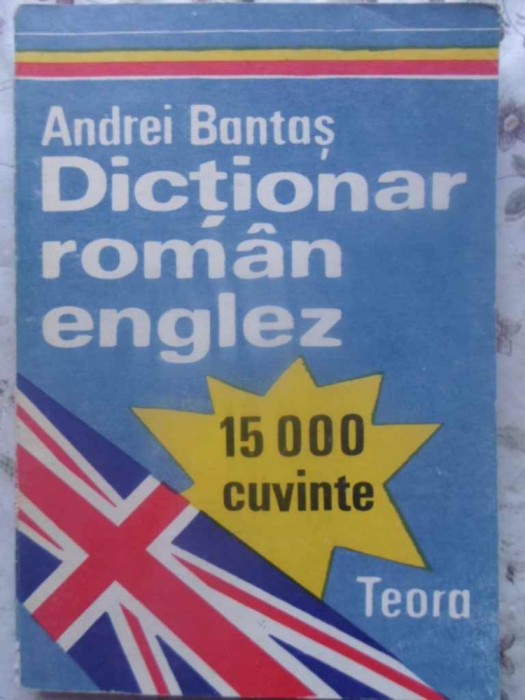 Andrei Bantaș
Dicționar
român
englez
15 000
cuvinte
Teora